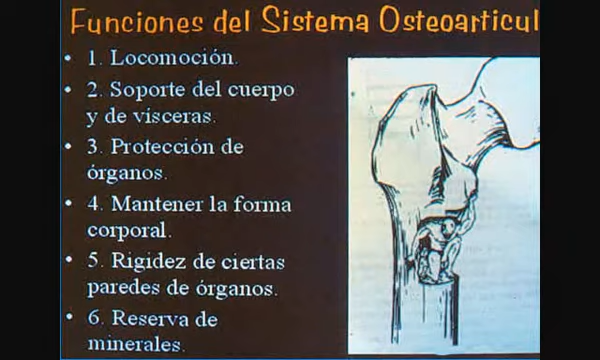 Funciones del Sistema Osteoarticul
• 1. Locomoción.
• 2. Soporte del cuerpo
y de vísceras.
• 3. Protección de
órganos.
• 4. Mantener la forma
corporal.
• 5. Rigidez de ciertas
paredes de órganos.
• 6. Reserva de
minerales.